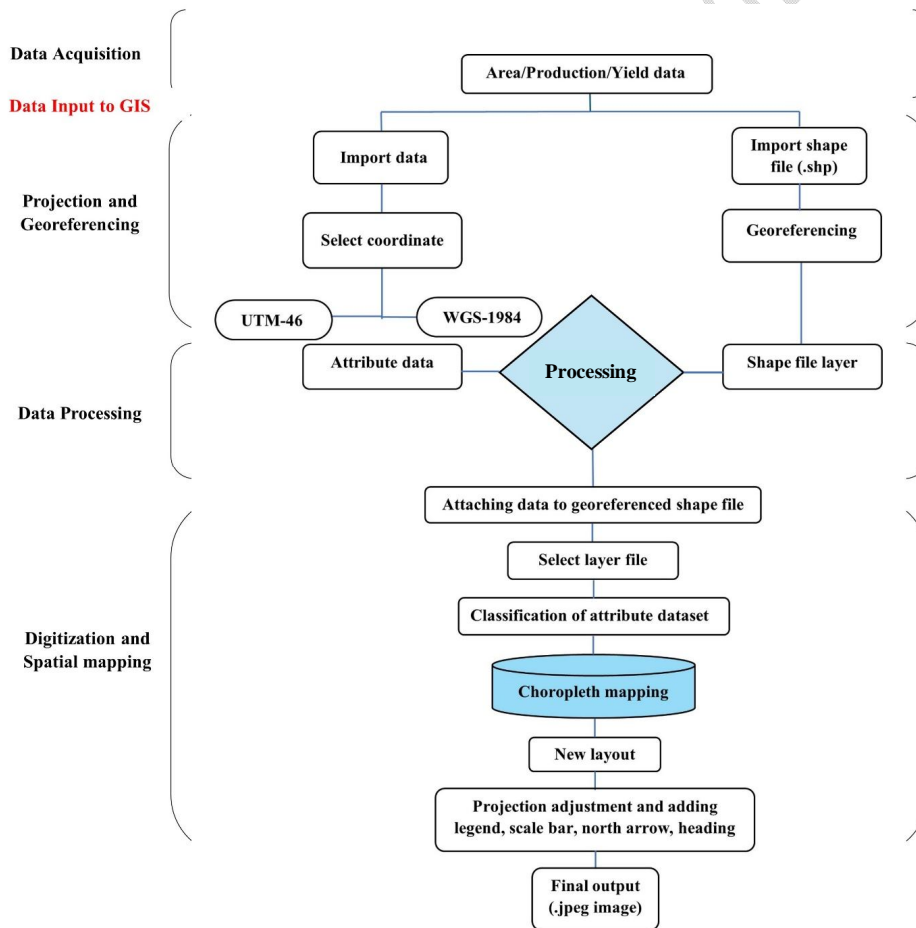 Data Acquisition
Area/Production/Yield data
Data Input to GIS
Import data
Import shape
file (.shp)
Projection and
Georeferencing
Select coordinate
Georeferencing
UTM-46
WGS-1984
Attribute data
Processing
Shape file layer
Data Processing
Attaching data to georeferenced shape file
Select layer file
Classification of attribute dataset
Digitization and
Spatial mapping
Choropleth mapping
New layout
Projection adjustment and adding
legend, scale bar, north arrow, heading
Final output
(.jpeg image)